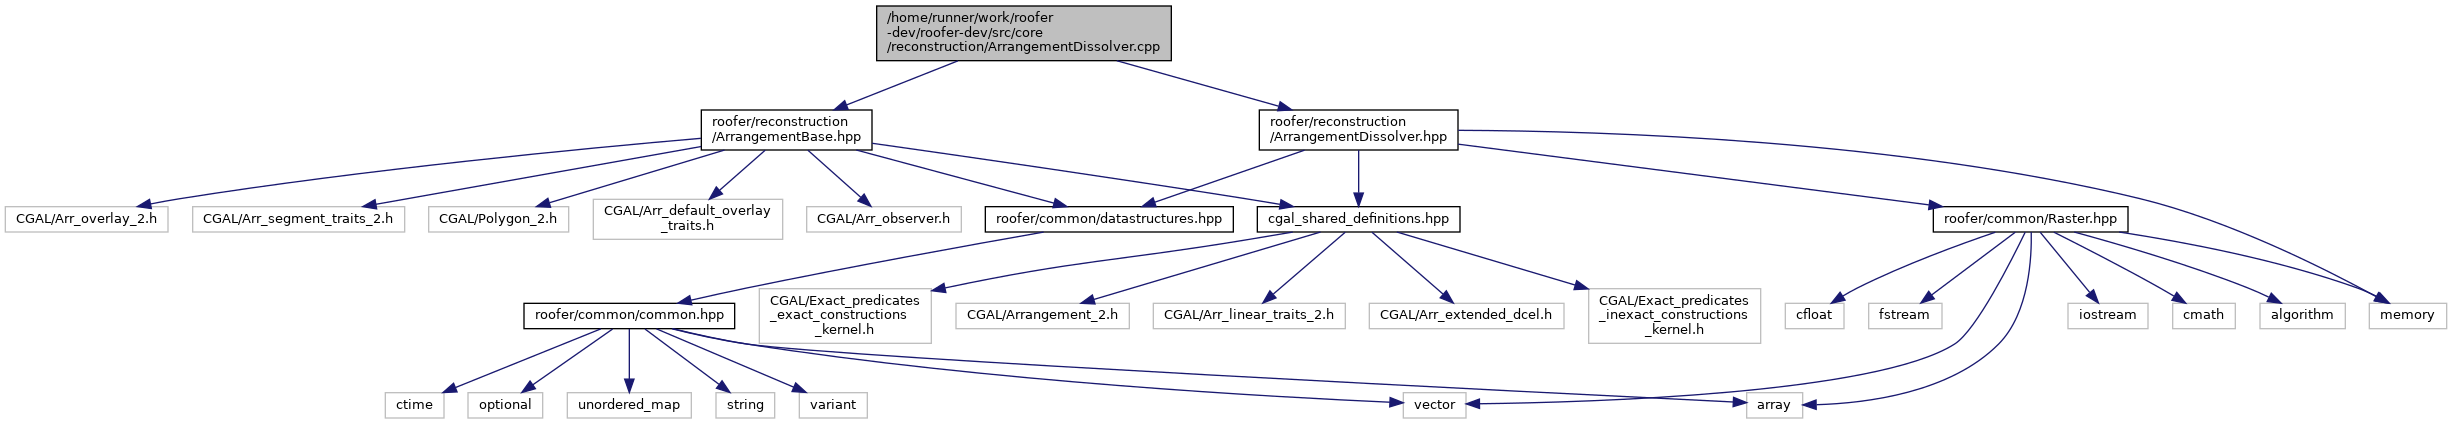 /home/runner/work/roofer
-dev/roofer-dev/src/core
/reconstruction/ArrangementDissolver.cpp
roofer/reconstruction
/ArrangementBase.hpp
roofer/reconstruction
/ArrangementDissolver.hpp
CGAL/Arr_overlay_2.h
CGAL/Arr_segment_traits_2.h
CGAL/Polygon_2.h
CGAL/Arr_default_overlay
_traits.h
CGAL/Arr_observer.h
roofer/common/datastructures.hpp
cgal_shared_definitions.hpp
roofer/common/Raster.hpp
roofer/common/common.hpp
CGAL/Exact_predicates
_exact_constructions
_kernel.h
CGAL/Arrangement_2.h
CGAL/Arr_linear_traits_2.h
CGAL/Arr_extended_dcel.h
CGAL/Exact_predicates
_inexact_constructions
_kernel.h
cfloat
fstream
iostream
cmath
algorithm
memory
ctime
optional
unordered_map
string
variant
vector
array